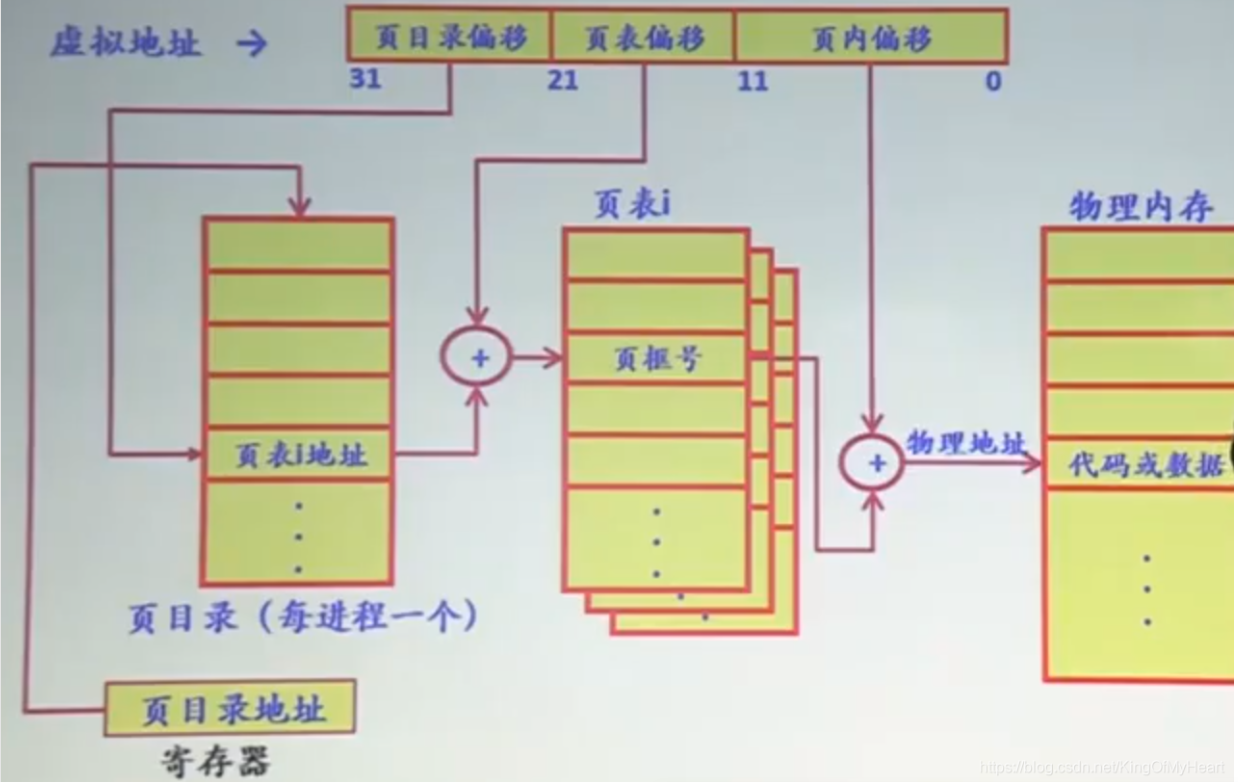 虚拟地址 →
页目录偏移 页表偏移 页内偏移
31 21 11 0
页表i
物理内存
页框号
+
页表i地址
+
物理地址
代码或数据
页目录（每进程一个）
页目录地址
寄存器
https://blog.csdn.net/KingOfMyHeart